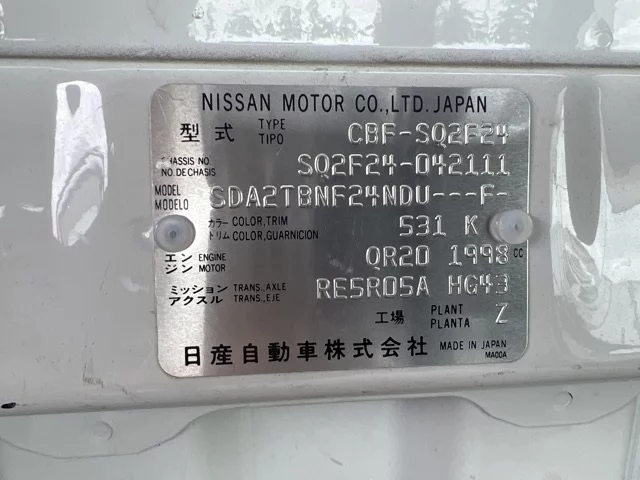 NISSAN MOTOR CO.,LTD. JAPAN
型式 TYPE TIPO CBF-SQ2F24
CHASSIS NO. NO DE CHASIS SQ2F24-042111
MODEL MODELO SDA2TBNF24NDU---F-
カラー COLOR,TRIM トリム COLOR,GUARNICION 531 K
エンジン ENGINE MOTOR QR20 1998 CC
ミッション TRANS.,AXLE アクスル TRANS.,EJE RE5R05A HG43
工場 PLANT PLANTA Z
日産自動車株式会社 MADE IN JAPAN
MA00A